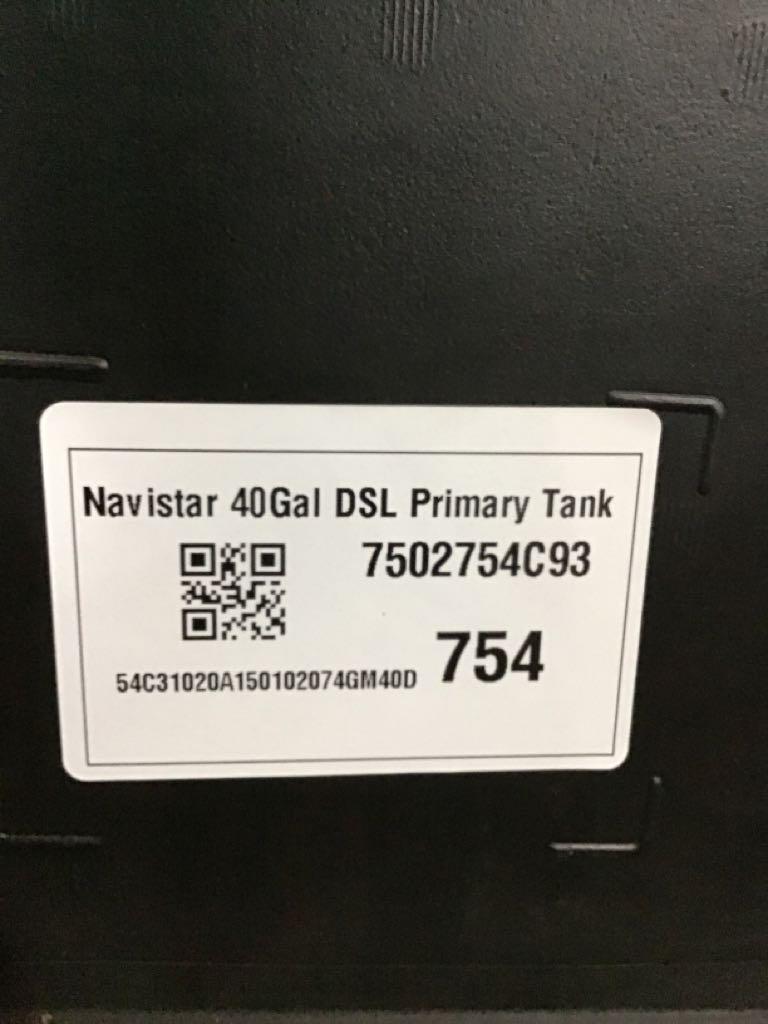 Navistar 40Gal DSL Primary Tank
7502754C93
754
54C31020A150102074GM40D